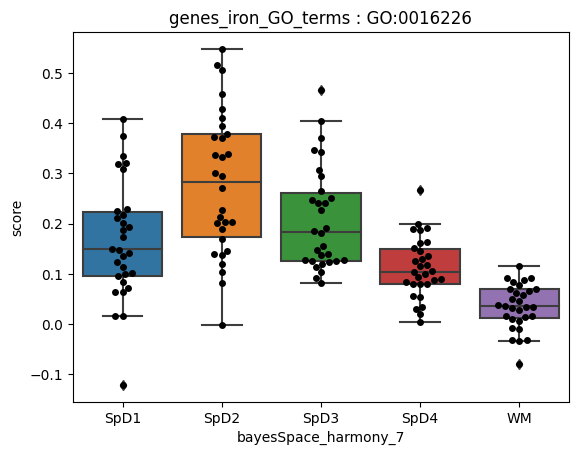 genes_iron_GO_terms : GO:0016226
score
0.5
0.4
0.3
0.2
0.1
0.0
−0.1
SpD1 SpD2 SpD3 SpD4 WM
bayesSpace_harmony_7